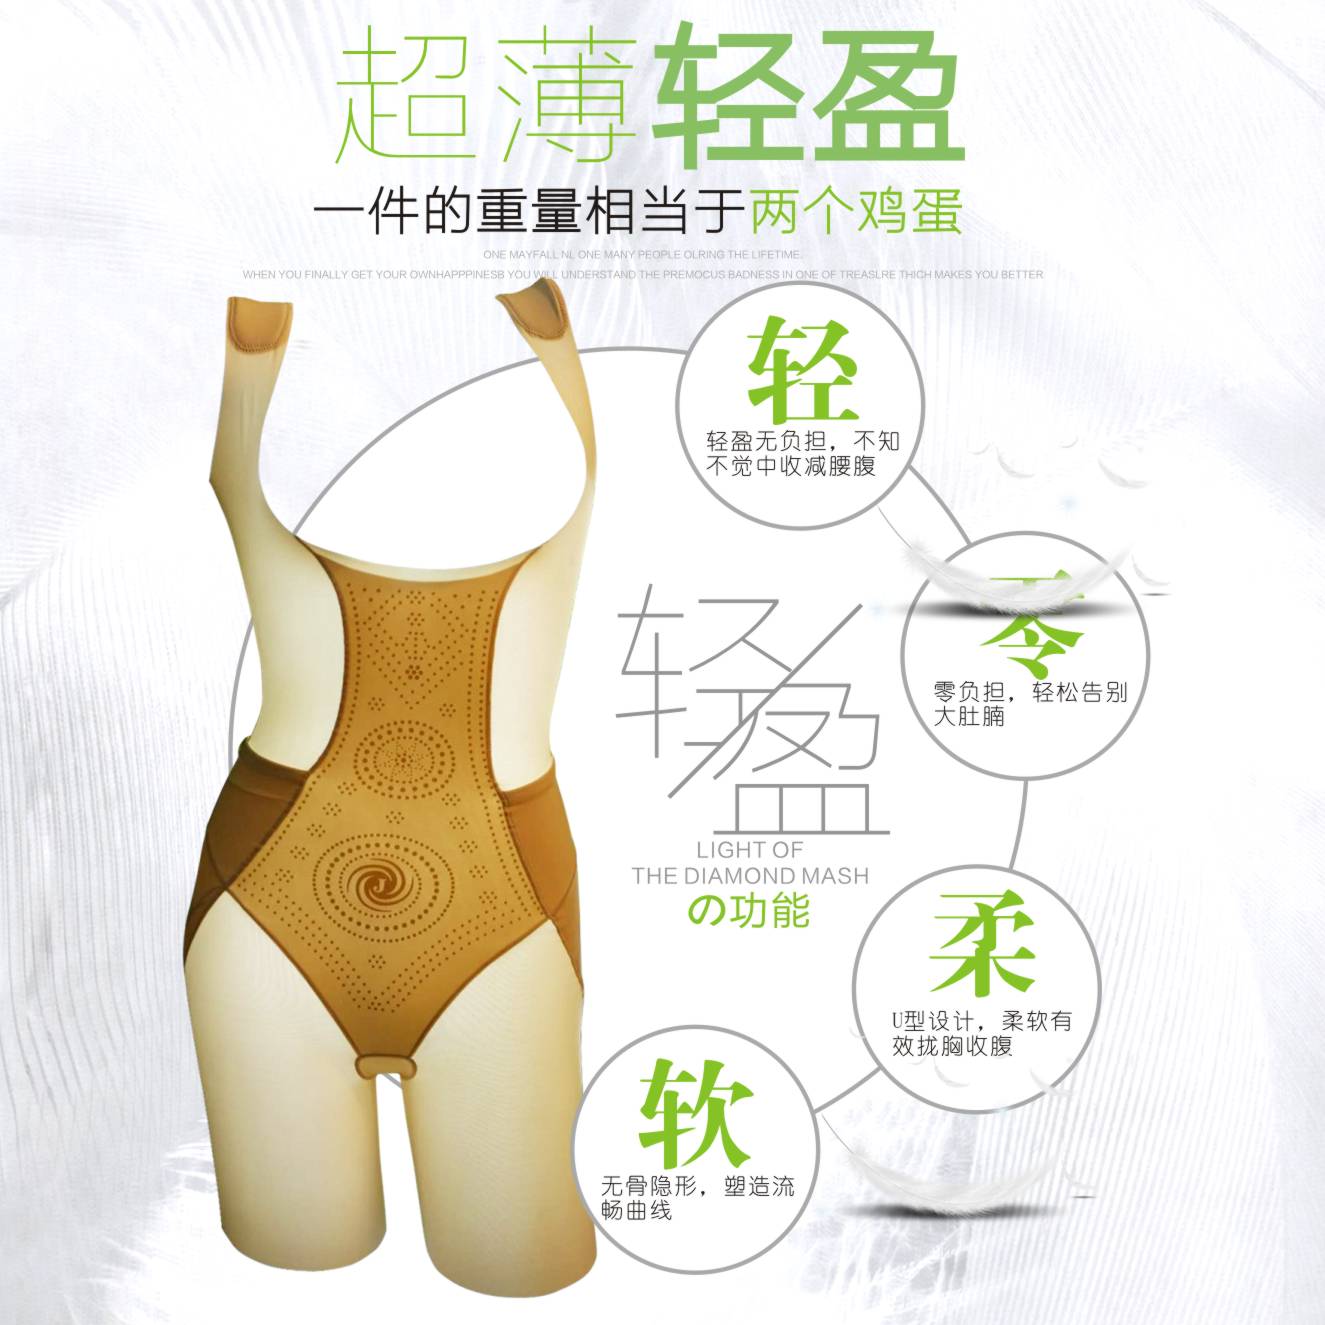 超薄轻盈
一件的重量相当于两个鸡蛋
ONE MAYFALL NL ONE MANY PEOPLE OLRING THE LIFETIME.
WHEN YOU FINALLY GET YOUR OWNHAPPPINESB YOU WILL UNDERSTAND THE PREMOCUS BADNESS IN ONE OF TREASLRE THICH MAKES YOU BETTER
轻
轻盈无负担，不知
不觉中收减腰腹
零
零负担，轻松告别
大肚腩
轻盈
LIGHT OF
THE DIAMOND MASH
の功能
柔
U型设计，柔软有
效拢胸收腹
软
无骨隐形，塑造流
畅曲线
J